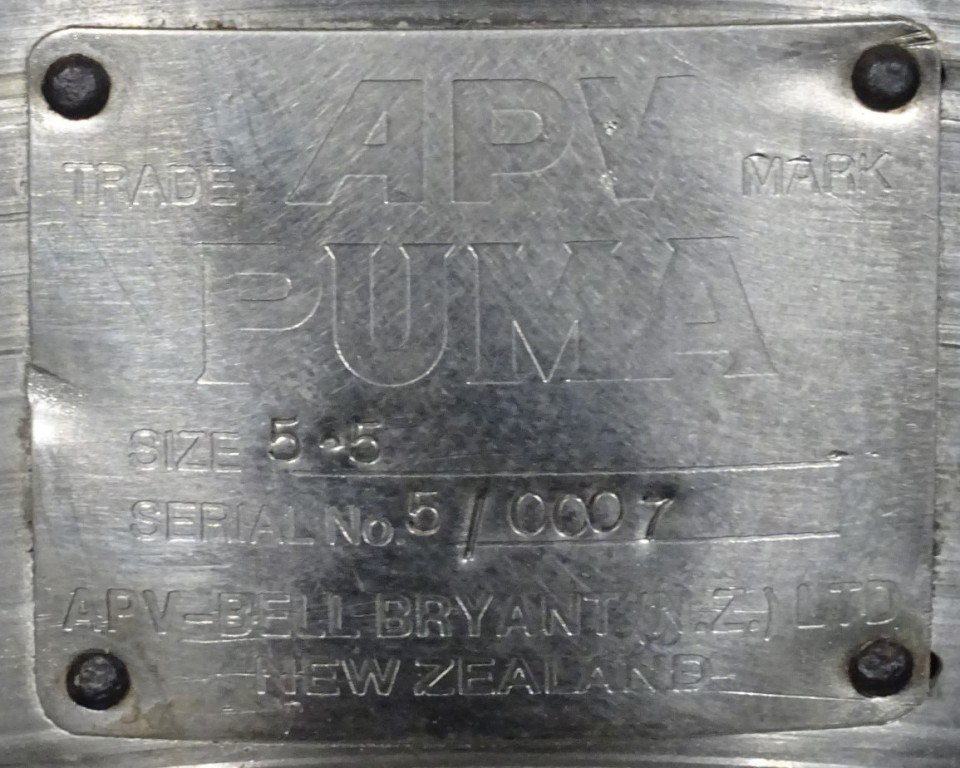 TRADE APV MARK
PUMA
SIZE 5-5
SERIAL No 5/0007
APV-BELL BRYANT (N.Z.) LTD
-NEW ZEALAND-